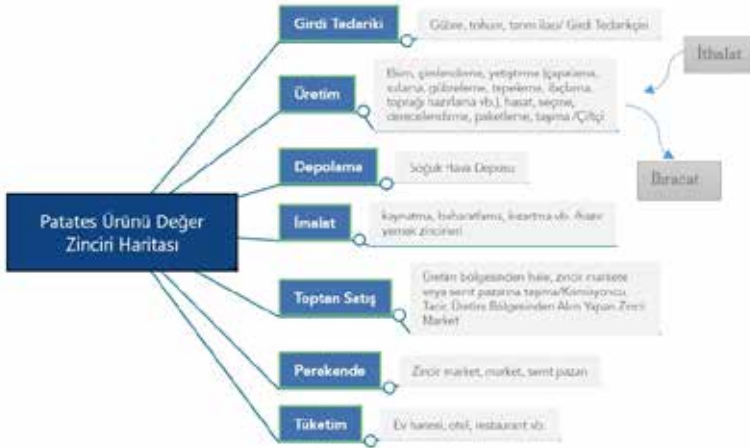 Girdi Tedariki
Gübre, tohum, tarım ilacı/ Girdi Tedarikçisi
İthalat
Üretim
Ekim, çimlendirme, yetiştirme (çapalama,
sulama, gübreleme, tepeleme, ilaçlama,
toprağı hazırlama vb.), hasat, seçme,
derecelendirme, paketleme, taşıma /Çiftçi
Depolama
Soğuk Hava Deposu
İhracat
Patates Ürünü Değer
Zinciri Haritası
İmalat
kaynatma, baharatlama, kızartma vb. /hazır
yemek zincirleri
Toptan Satış
Üretim bölgesinden hale, zincir markete
veya semt pazarına taşıma/Komisyoncu,
Tacir, Üretim Bölgesinden Alım Yapan Zincir
Market
Perakende
Zincir market, market, semt pazarı
Tüketim
Ev hanesi, otel, restaurant vb.